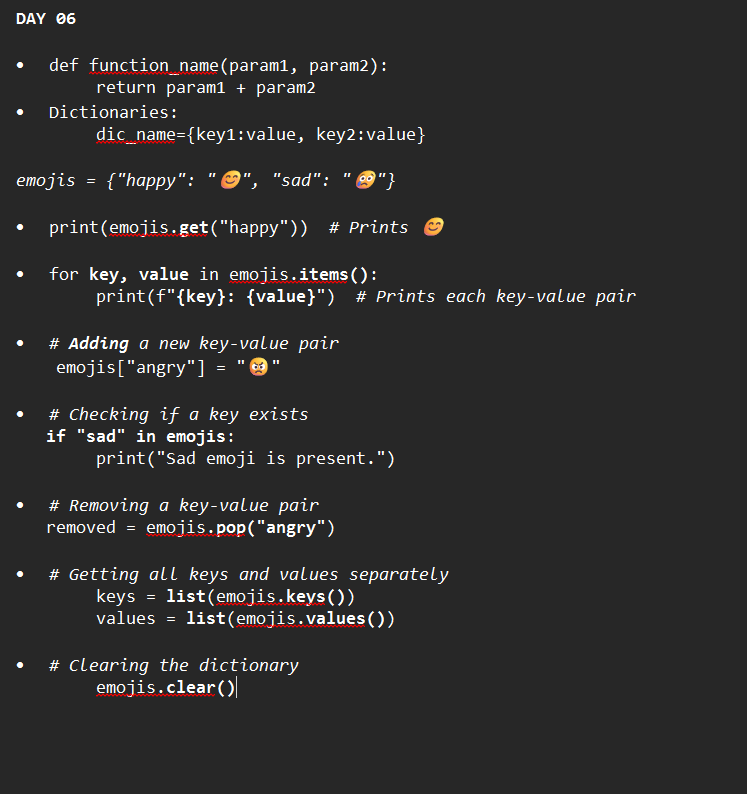 DAY 06
• def function_name(param1, param2):
return param1 + param2
• Dictionaries:
dic_name={key1:value, key2:value}
emojis = {"happy": "😊", "sad": "😢"}
• print(emojis.get("happy")) # Prints 😊
• for key, value in emojis.items():
print(f"{key}: {value}") # Prints each key-value pair
• # Adding a new key-value pair
emojis["angry"] = "😠"
• # Checking if a key exists
if "sad" in emojis:
print("Sad emoji is present.")
• # Removing a key-value pair
removed = emojis.pop("angry")
• # Getting all keys and values separately
keys = list(emojis.keys())
values = list(emojis.values())
• # Clearing the dictionary
emojis.clear()